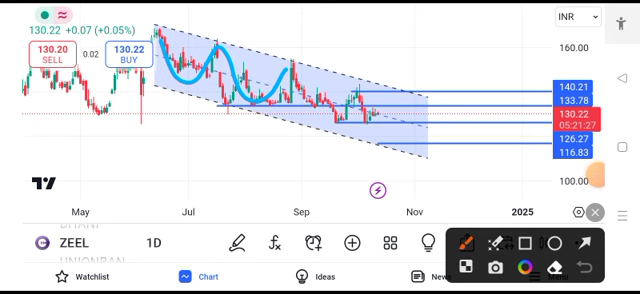 130.22 +0.07 (+0.05%)
INR
130.20
SELL
0.02
130.22
BUY
160.00
140.21
133.78
130.22
05:21:27
126.27
116.83
100.00
May
Jul
Sep
Nov
2025
ZEEL
1D
UNIONBAN
Watchlist
Chart
Ideas
News
Menu